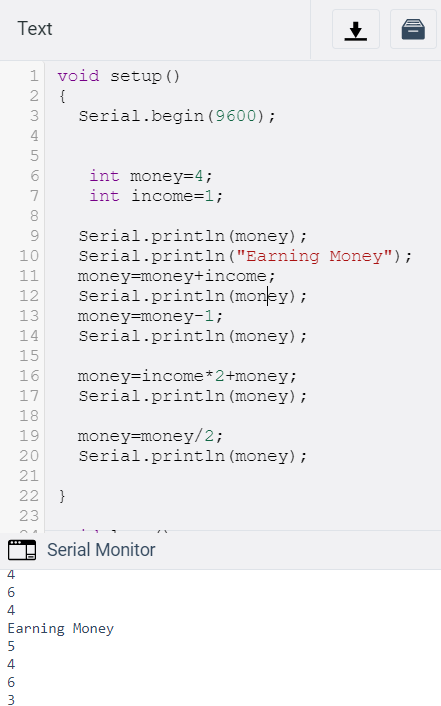 Text
1 void setup()
2 {
3 Serial.begin(9600);
4
5
6 int money=4;
7 int income=1;
8
9 Serial.println(money);
10 Serial.println("Earning Money");
11 money=money+income;
12 Serial.println(money);
13 money=money-1;
14 Serial.println(money);
15
16 money=income*2+money;
17 Serial.println(money);
18
19 money=money/2;
20 Serial.println(money);
21
22 }
23
Serial Monitor
4
6
4
Earning Money
5
4
6
3